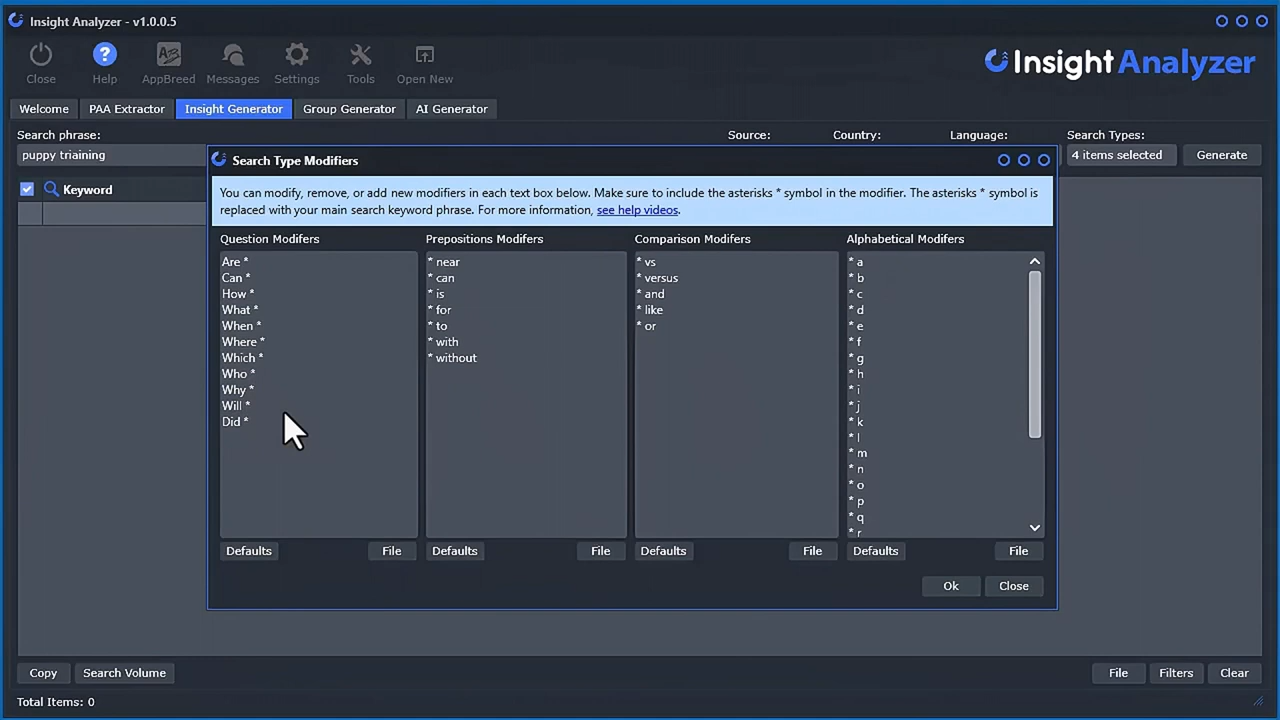 Insight Analyzer - v1.0.0.5
Close
Help
AppBreed
Messages
Settings
Tools
Open New
InsightAnalyzer
Welcome
PAA Extractor
Insight Generator
Group Generator
AI Generator
Search phrase:
Source:
Country:
Language:
Search Types:
puppy triaining
4 items selected
Generate
Keyword
Search Type Modifiers
You can modify, remove, or add new modifiers in each text box below. Make sure to include the asterisks * symbol in the modifier. The asterisks * symbol is
replaced with your main search keyword phrase. For more information, see help videos.
Question Modifers
Are *
Can *
How *
What *
When *
Where *
Which *
Who *
Why *
Will *
Did *
Defaults
File
Prepositions Modifers
* near
* can
* is
* for
* to
* with
* without
Defaults
File
Comparison Modifers
* vs
* versus
* and
* like
* or
Defaults
File
Alphabetical Modifers
* a
* b
* c
* d
* e
* f
* g
* h
* i
* j
* k
* l
* m
* n
* o
* p
* q
* r
Defaults
File
Ok
Close
Copy
Search Volume
File
Filters
Clear
Total Items: 0